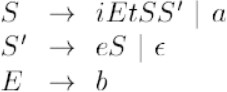 S → iEtSS′ | a
S′ → eS | ϵ
E → b